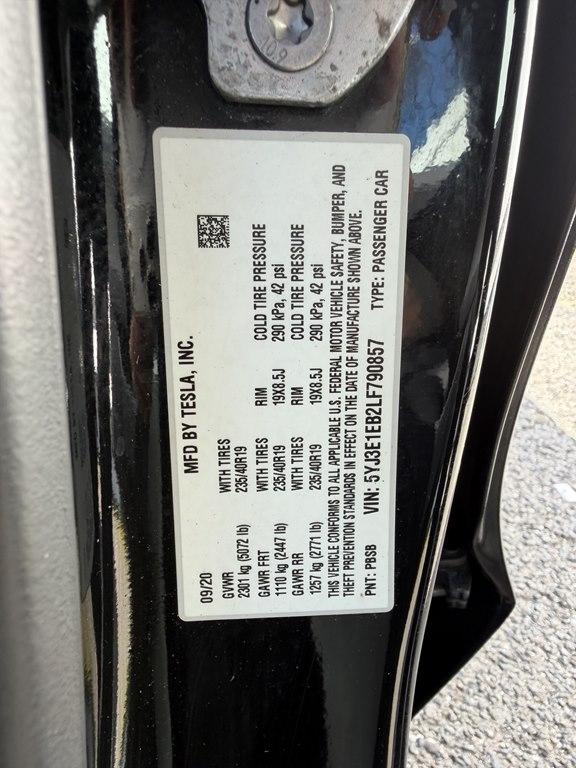 MFD BY TESLA, INC.
09/20
GVWR WITH TIRES
2301 kg (5072 lb) 235/40R19
GAWR FRT WITH TIRES RIM COLD TIRE PRESSURE
1110 kg (2447 lb) 235/40R19 19X8.5J 290 kPa, 42 psi
GAWR RR WITH TIRES RIM COLD TIRE PRESSURE
1257 kg (2771 lb) 235/40R19 19X8.5J 290 kPa, 42 psi
THIS VEHICLE CONFORMS TO ALL APPLICABLE U.S. FEDERAL MOTOR VEHICLE SAFETY, BUMPER, AND
THEFT PREVENTION STANDARDS IN EFFECT ON THE DATE OF MANUFACTURE SHOWN ABOVE.
PNT: PBSB VIN: 5YJ3E1EB2LF790857 TYPE: PASSENGER CAR